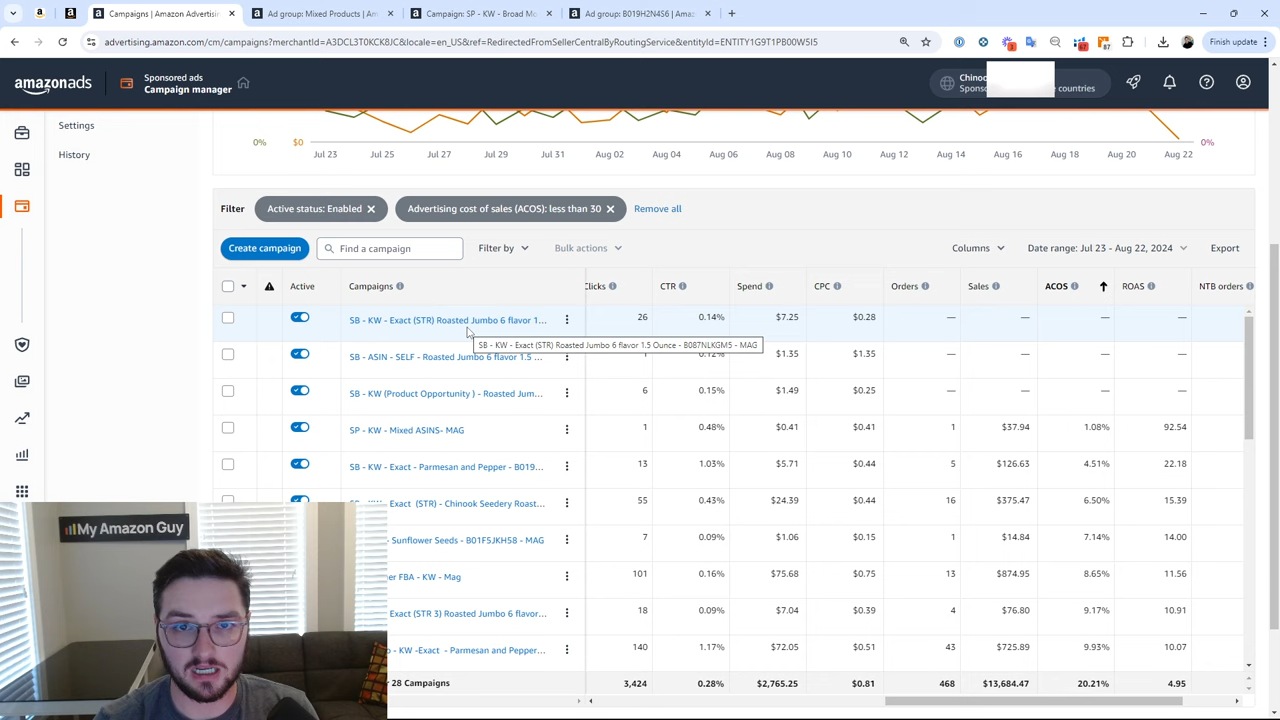 Campaigns | Amazon Advertisin
Ad group: Mixed Products | Am
Campaign: SP - KW - Broad Mo
Ad group: B019H2N4S6 | Amaz
advertising.amazon.com/cm/campaigns?merchantId=A3DCL3T0KCK8JC&locale=en_US&ref=RedirectedFromSellerCentralByRoutingService&entityId=
Finish update
amazonads
Sponsored ads
Campaign manager
Chinoo
Sponso
e countries
Settings
History
0%
$0
0%
Jul 23
Jul 25
Jul 27
Jul 29
Jul 31
Aug 02
Aug 04
Aug 06
Aug 08
Aug 10
Aug 12
Aug 14
Aug 16
Aug 18
Aug 20
Aug 22
Filter
Active status: Enabled
Advertising cost of sales (ACOS): less than 30
Remove all
Create campaign
Find a campaign
Filter by
Bulk actions
Columns
Date range: Jul 23 - Aug 22, 2024
Export
Active Campaigns Clicks CTR Spend CPC Orders Sales ACOS ROAS NTB orders
SB - KW - Exact (STR) Roasted Jumbo 6 flavor 1... 26 0.14% $7.25 $0.28 — — — —
SB - KW - Exact (STR) Roasted Jumbo 6 flavor 1.5 Ounce - B087NLKGM5 - MAG
SB - ASIN - SELF - Roasted Jumbo 6 flavor 1.5 ... 1 0.12% $1.35 $1.35 — — — —
SB - KW (Product Opportunity ) - Roasted Jum... 6 0.15% $1.49 $0.25 — — — —
SP - KW - Mixed ASINS- MAG 1 0.48% $0.41 $0.41 1 $37.94 1.08% 92.54
SB - KW - Exact - Parmesan and Pepper - B019... 13 1.03% $5.71 $0.44 5 $126.63 4.51% 22.18
Exact (STR) - Chinook Seedery Roast... 55 0.43% $24.39 $0.44 16 $375.47 6.50% 15.39
Sunflower Seeds - B01F5JKH58 - MAG 7 0.09% $1.06 $0.15 1 $14.84 7.14% 14.00
er FBA - KW - Mag 101 0.16% $75.68 $0.75 13 $874.95 8.65% 11.56
Exact (STR 3) Roasted Jumbo 6 flavor... 18 0.09% $7.04 $0.39 4 $76.80 9.17% 10.91
- KW -Exact - Parmesan and Pepper... 140 1.17% $72.05 $0.51 43 $725.89 9.93% 10.07
28 Campaigns 3,424 0.28% $2,765.25 $0.81 468 $13,684.47 20.21% 4.95
My Amazon Guy